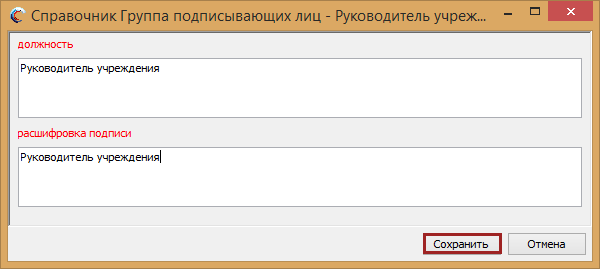 Справочник Группа подписывающих лиц - Руководитель учреж...
должность
Руководитель учреждения
расшифровка подписи
Руководитель учреждения
Сохранить
Отмена